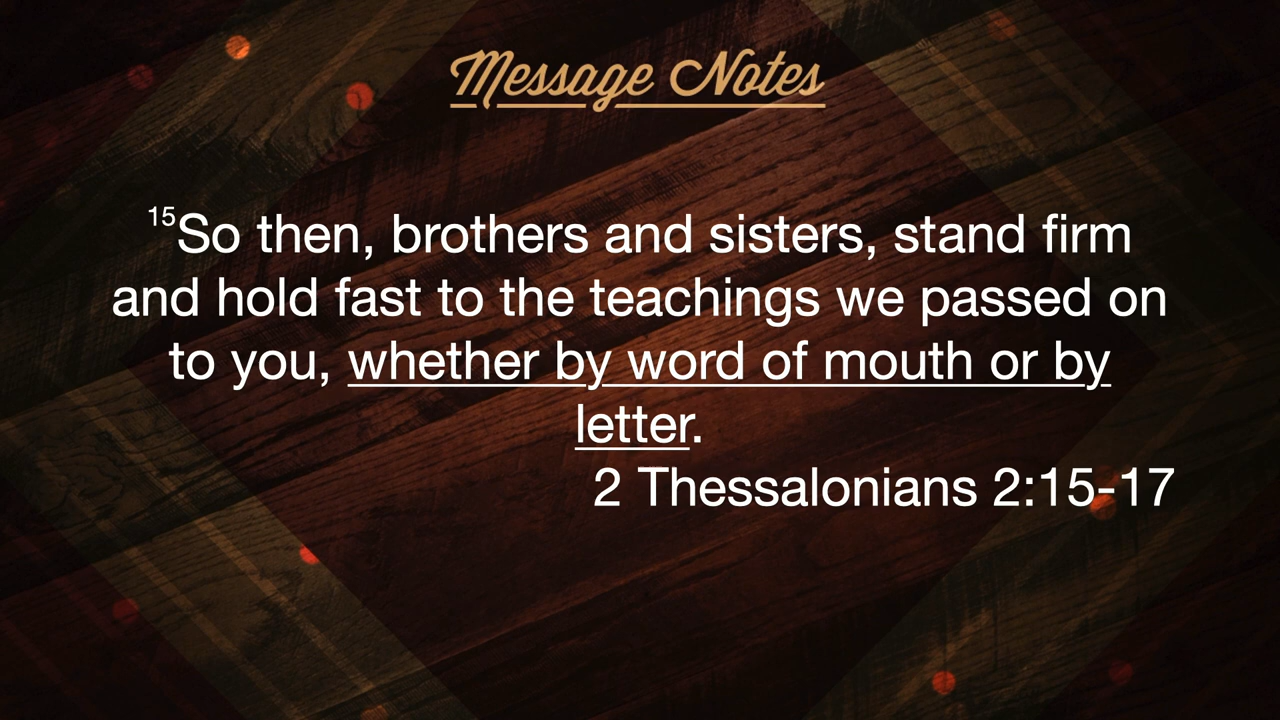 Message Notes
15So then, brothers and sisters, stand firm
and hold fast to the teachings we passed on
to you, whether by word of mouth or by
letter.
2 Thessalonians 2:15-17